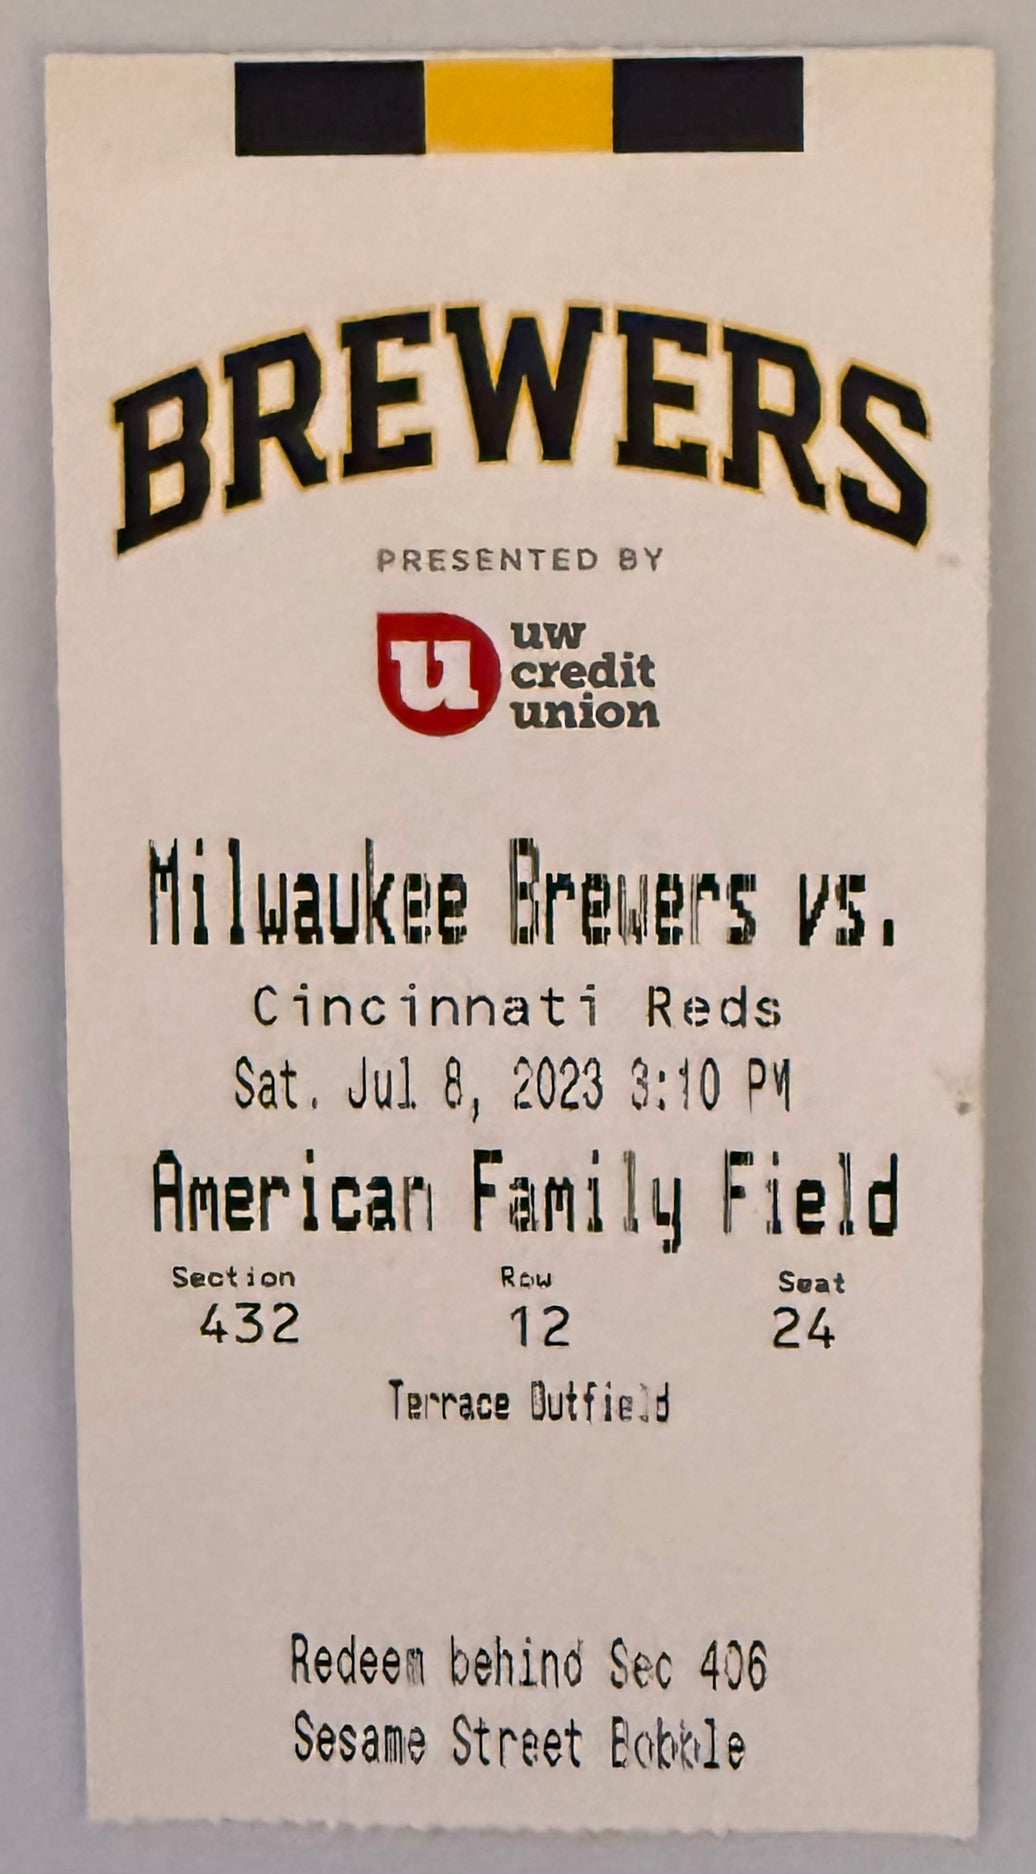 BREWERS
PRESENTED BY
u
uw
credit
union
Milwaukee Brewers vs.
Cincinnati Reds
Sat. Jul 8, 2023 3:10 PM
American Family Field
Section Row Seat
432 12 24
Terrace Outfield
Redeem behind Sec 406
Sesame Street Bobble